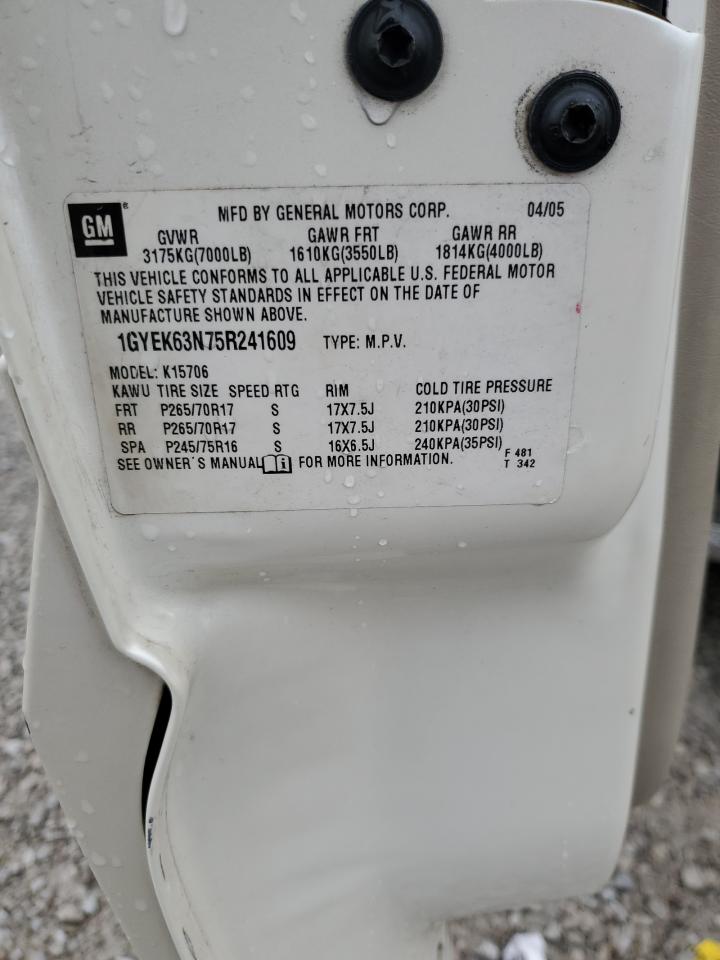 GM ® MFD BY GENERAL MOTORS CORP. 04/05
GVWR GAWR FRT GAWR RR
3175KG(7000LB) 1610KG(3550LB) 1814KG(4000LB)
THIS VEHICLE CONFORMS TO ALL APPLICABLE U.S. FEDERAL MOTOR
VEHICLE SAFETY STANDARDS IN EFFECT ON THE DATE OF
MANUFACTURE SHOWN ABOVE.
1GYEK63N75R241609 TYPE: M.P.V.
MODEL: K15706
KAWU TIRE SIZE SPEED RTG RIM COLD TIRE PRESSURE
FRT P265/70R17 S 17X7.5J 210KPA(30PSI)
RR P265/70R17 S 17X7.5J 210KPA(30PSI)
SPA P245/75R16 S 16X6.5J 240KPA(35PSI)
SEE OWNER'S MANUAL i FOR MORE INFORMATION.
F 481
T 342